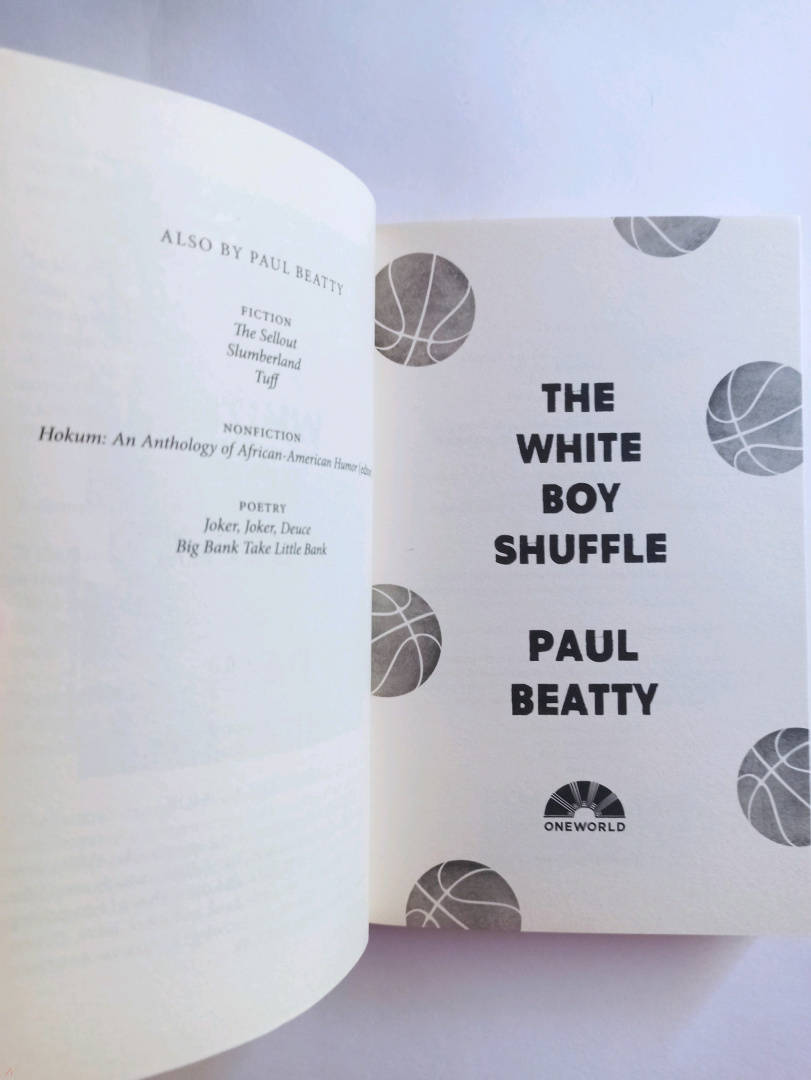 ALSO BY PAUL BEATTY
FICTION
The Sellout
Slumberland
Tuff
NONFICTION
Hokum: An Anthology of African-American Humor
POETRY
Joker, Joker, Deuce
Big Bank Take Little Bank
THE
WHITE
BOY
SHUFFLE
PAUL
BEATTY
ONEWORLD